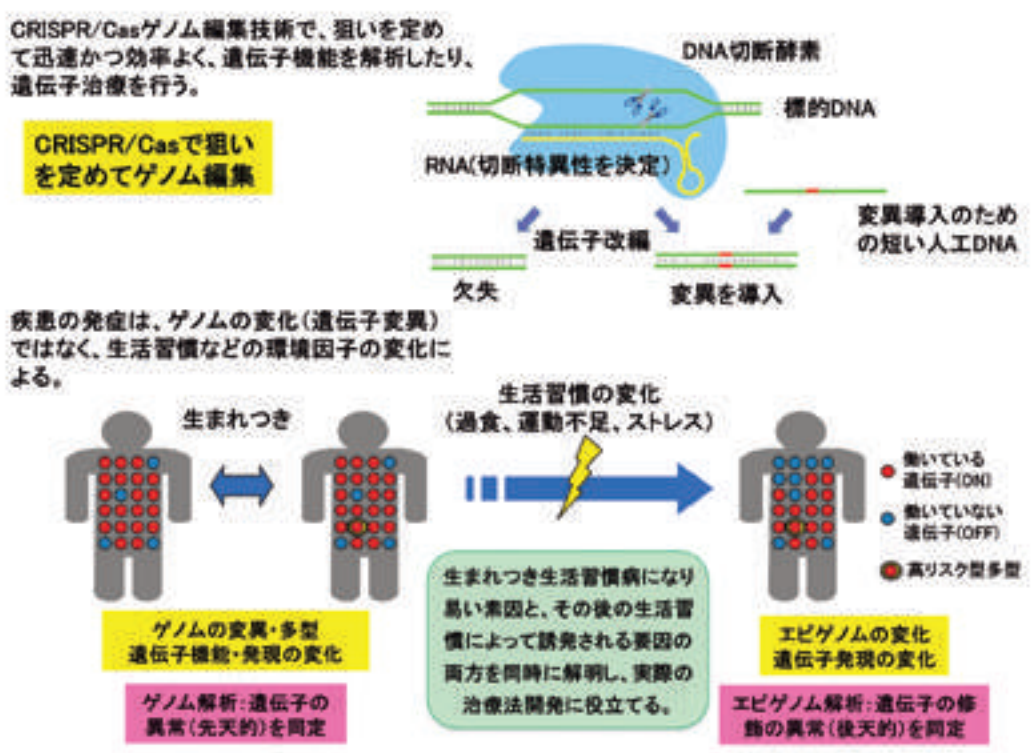 CRISPR/Casゲノム編集技術で、狙いを定め
て迅速かつ効率よく、遺伝子機能を解析したり、
遺伝子治療を行う。
CRISPR/Casで狙い
を定めてゲノム編集
DNA切断酵素
標的DNA
RNA(切断特異性を決定)
変異導入のため
の短い人工DNA
遺伝子改編
欠失
変異を導入
疾患の発症は、ゲノムの変化(遺伝子変異)
ではなく、生活習慣などの環境因子の変化に
よる。
生まれつき
生活習慣の変化
(過食、運動不足、ストレス)
働いている
遺伝子(ON)
働いていない
遺伝子(OFF)
高リスク型多型
ゲノムの変異・多型
遺伝子機能・発現の変化
ゲノム解析:遺伝子の
異常(先天的)を同定
生まれつき生活習慣病になり
易い素因と、その後の生活習
慣によって誘発される要因の
両方を同時に解明し、実際の
治療法開発に役立てる。
エピゲノムの変化
遺伝子発現の変化
エピゲノム解析:遺伝子の修
飾の異常(後天的)を同定